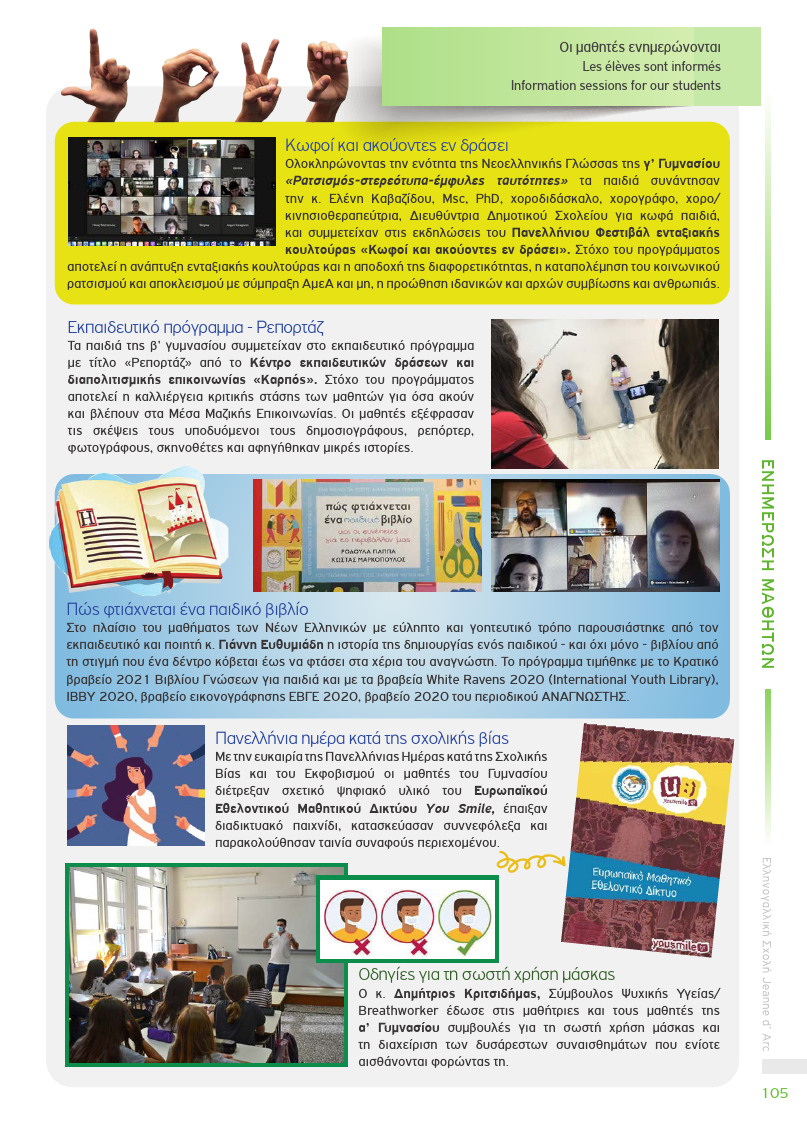 Οι μαθητές ενημερώνονται
Les élèves sont informés
Information sessions for our students
Κωφοί και ακούοντες εν δράσει
Ολοκληρώνοντας την ενότητα της Νεοελληνικής Γλώσσας της γ’ Γυμνασίου
«Ρατσισμός-στερεότυπα-έμφυλες ταυτότητες» τα παιδιά συνάντησαν
την κ. Ελένη Καβαζίδου, Msc, PhD, χοροδιδάσκαλο, χορογράφο, χορο/
κινησιοθεραπεύτρια, Διευθύντρια Δημοτικού Σχολείου για κωφά παιδιά,
και συμμετείχαν στις εκδηλώσεις του Πανελλήνιου Φεστιβάλ ενταξιακής
κουλτούρας «Κωφοί και ακούοντες εν δράσει». Στόχο του προγράμματος
αποτελεί η ανάπτυξη ενταξιακής κουλτούρας και η αποδοχή της διαφορετικότητας, η καταπολέμηση του κοινωνικού
ρατσισμού και αποκλεισμού με σύμπραξη ΑμεΑ και μη, η προώθηση ιδανικών και αρχών συμβίωσης και ανθρωπιάς.
Εκπαιδευτικό πρόγραμμα - Ρεπορτάζ
Τα παιδιά της β’ γυμνασίου συμμετείχαν στο εκπαιδευτικό πρόγραμμα
με τίτλο «Ρεπορτάζ» από το Κέντρο εκπαιδευτικών δράσεων και
διαπολιτισμικής επικοινωνίας «Καρπός». Στόχο του προγράμματος
αποτελεί η καλλιέργεια κριτικής στάσης των μαθητών για όσα ακούν
και βλέπουν στα Μέσα Μαζικής Επικοινωνίας. Οι μαθητές εξέφρασαν
τις σκέψεις τους υποδυόμενοι τους δημοσιογράφους, ρεπόρτερ,
φωτογράφους, σκηνοθέτες και αφηγήθηκαν μικρές ιστορίες.
Η
πώς φτιάχνεται
ένα παιδικό βιβλίο
και οι συνέπειες
για το περιβάλλον μας
ΡΟΔΟΥΛΑ ΠΑΠΠΑ
ΚΩΣΤΑΣ ΜΑΡΚΟΠΟΥΛΟΣ
Πώς φτιάχνεται ένα παιδικό βιβλίο
Στο πλαίσιο του μαθήματος των Νέων Ελληνικών με εύληπτο και γοητευτικό τρόπο παρουσιάστηκε από τον
εκπαιδευτικό και ποιητή κ. Γιάννη Ευθυμιάδη η ιστορία της δημιουργίας ενός παιδικού - και όχι μόνο - βιβλίου από
τη στιγμή που ένα δέντρο κόβεται έως να φτάσει στα χέρια του αναγνώστη. Το πρόγραμμα τιμήθηκε με το Κρατικό
βραβείο 2021 Βιβλίου Γνώσεων για παιδιά και με τα βραβεία White Ravens 2020 (International Youth Library),
IBBY 2020, βραβείο εικονογράφησης ΕΒΓΕ 2020, βραβείο 2020 του περιοδικού ΑΝΑΓΝΩΣΤΗΣ.
Πανελλήνια ημέρα κατά της σχολικής βίας
Με την ευκαιρία της Πανελλήνιας Ημέρας κατά της Σχολικής
Βίας και του Εκφοβισμού οι μαθητές του Γυμνασίου
διέτρεξαν σχετικό ψηφιακό υλικό του Ευρωπαϊκού
Εθελοντικού Μαθητικού Δικτύου You Smile, έπαιξαν
διαδικτυακό παιχνίδι, κατασκεύασαν συννεφόλεξα και
παρακολούθησαν ταινία συναφούς περιεχομένου.
yousmile
Ευρωπαϊκό Μαθητικό
Εθελοντικό Δίκτυο
yousmile
Οδηγίες για τη σωστή χρήση μάσκας
Ο κ. Δημήτριος Κριτσιδήμας, Σύμβουλος Ψυχικής Υγείας/
Breathworker έδωσε στις μαθήτριες και τους μαθητές της
α’ Γυμνασίου συμβουλές για τη σωστή χρήση μάσκας και
τη διαχείριση των δυσάρεστων συναισθημάτων που ενίοτε
αισθάνονται φορώντας τη.
ΕΝΗΜΕΡΩΣΗ ΜΑΘΗΤΩΝ
Ελληνογαλλική Σχολή Jeanne d’ Arc
105